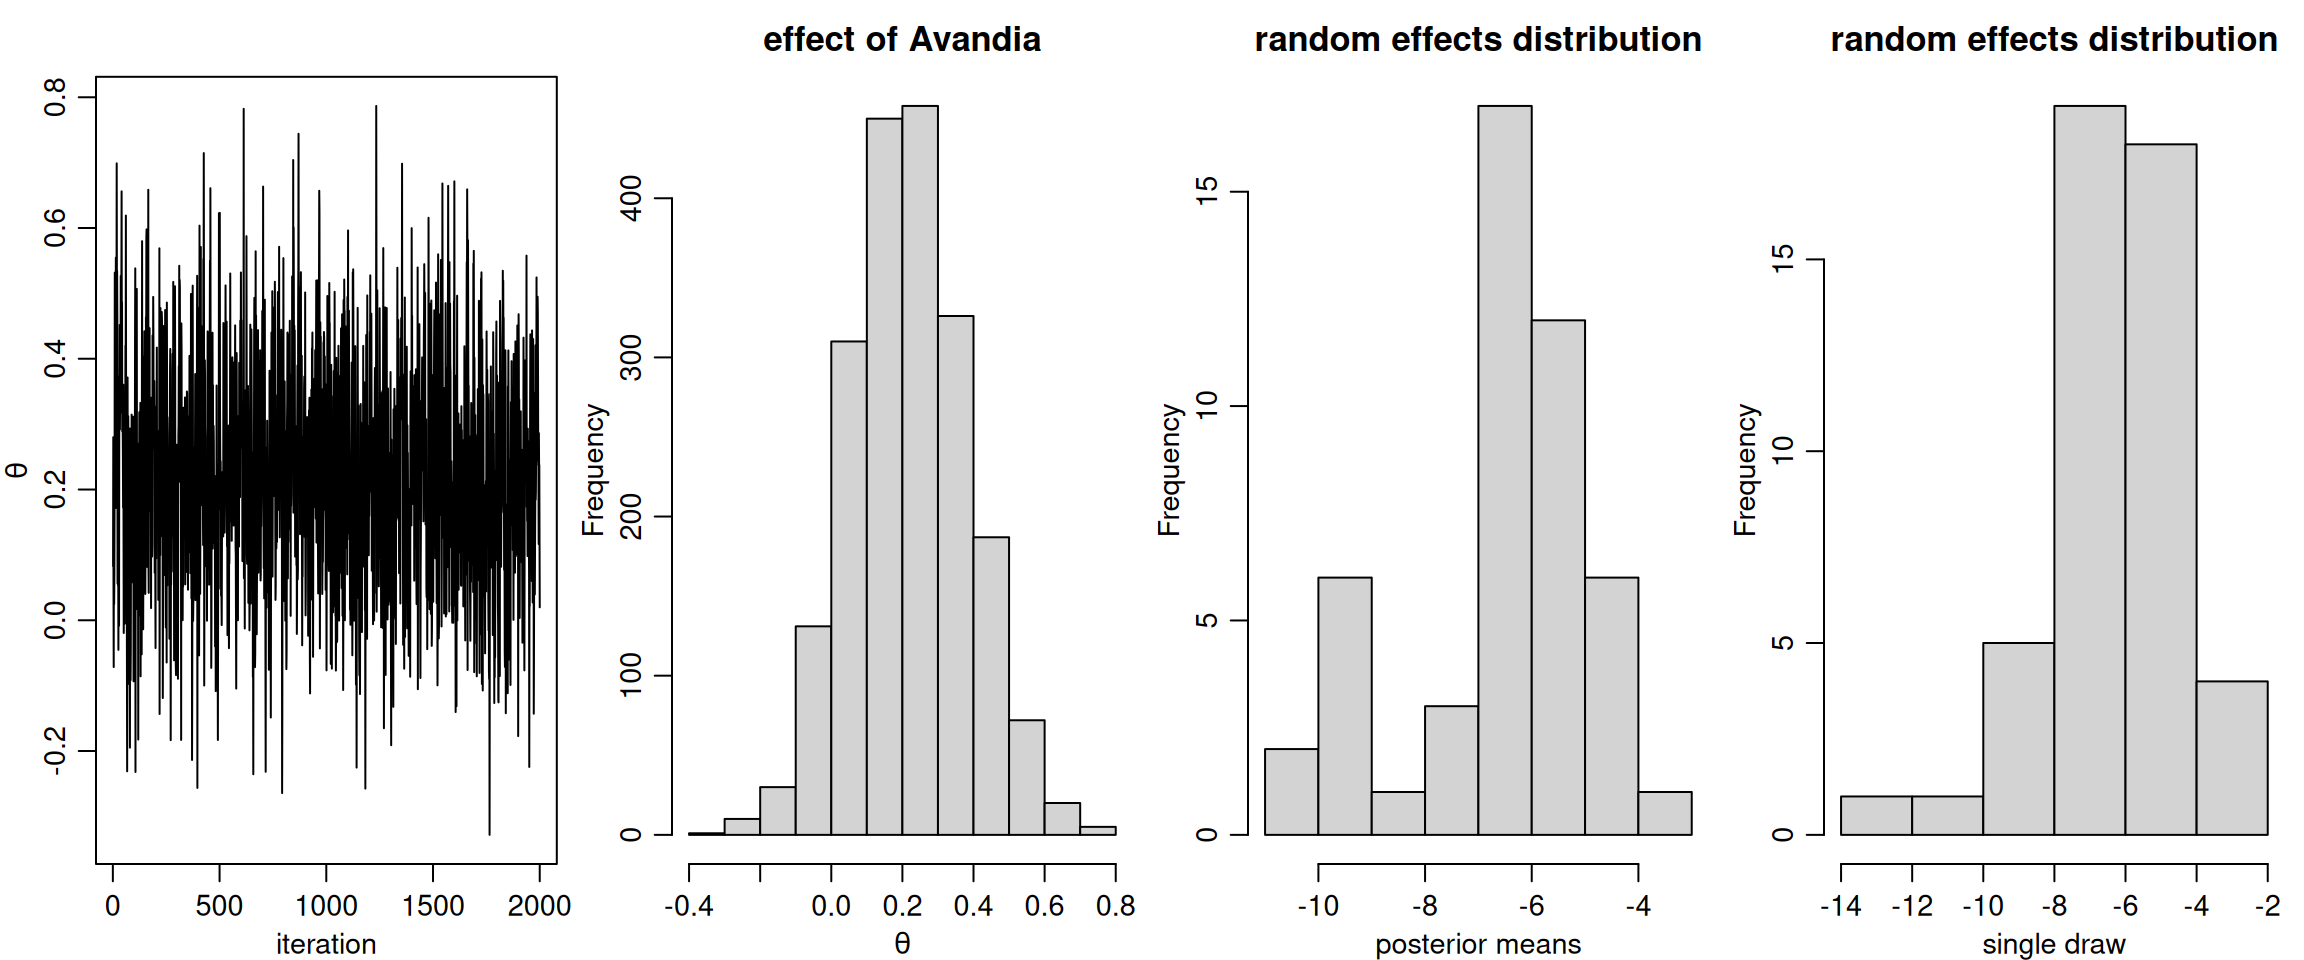 effect of Avandia
random effects distribution
random effects distribution
θ
-0.2 0.0 0.2 0.4 0.6 0.8
0 500 1000 1500 2000
iteration
Frequency
0 100 200 300 400
-0.4 0.0 0.2 0.4 0.6 0.8
θ
Frequency
0 5 10 15
-10 -8 -6 -4
posterior means
Frequency
0 5 10 15
-14 -12 -10 -8 -6 -4 -2
single draw